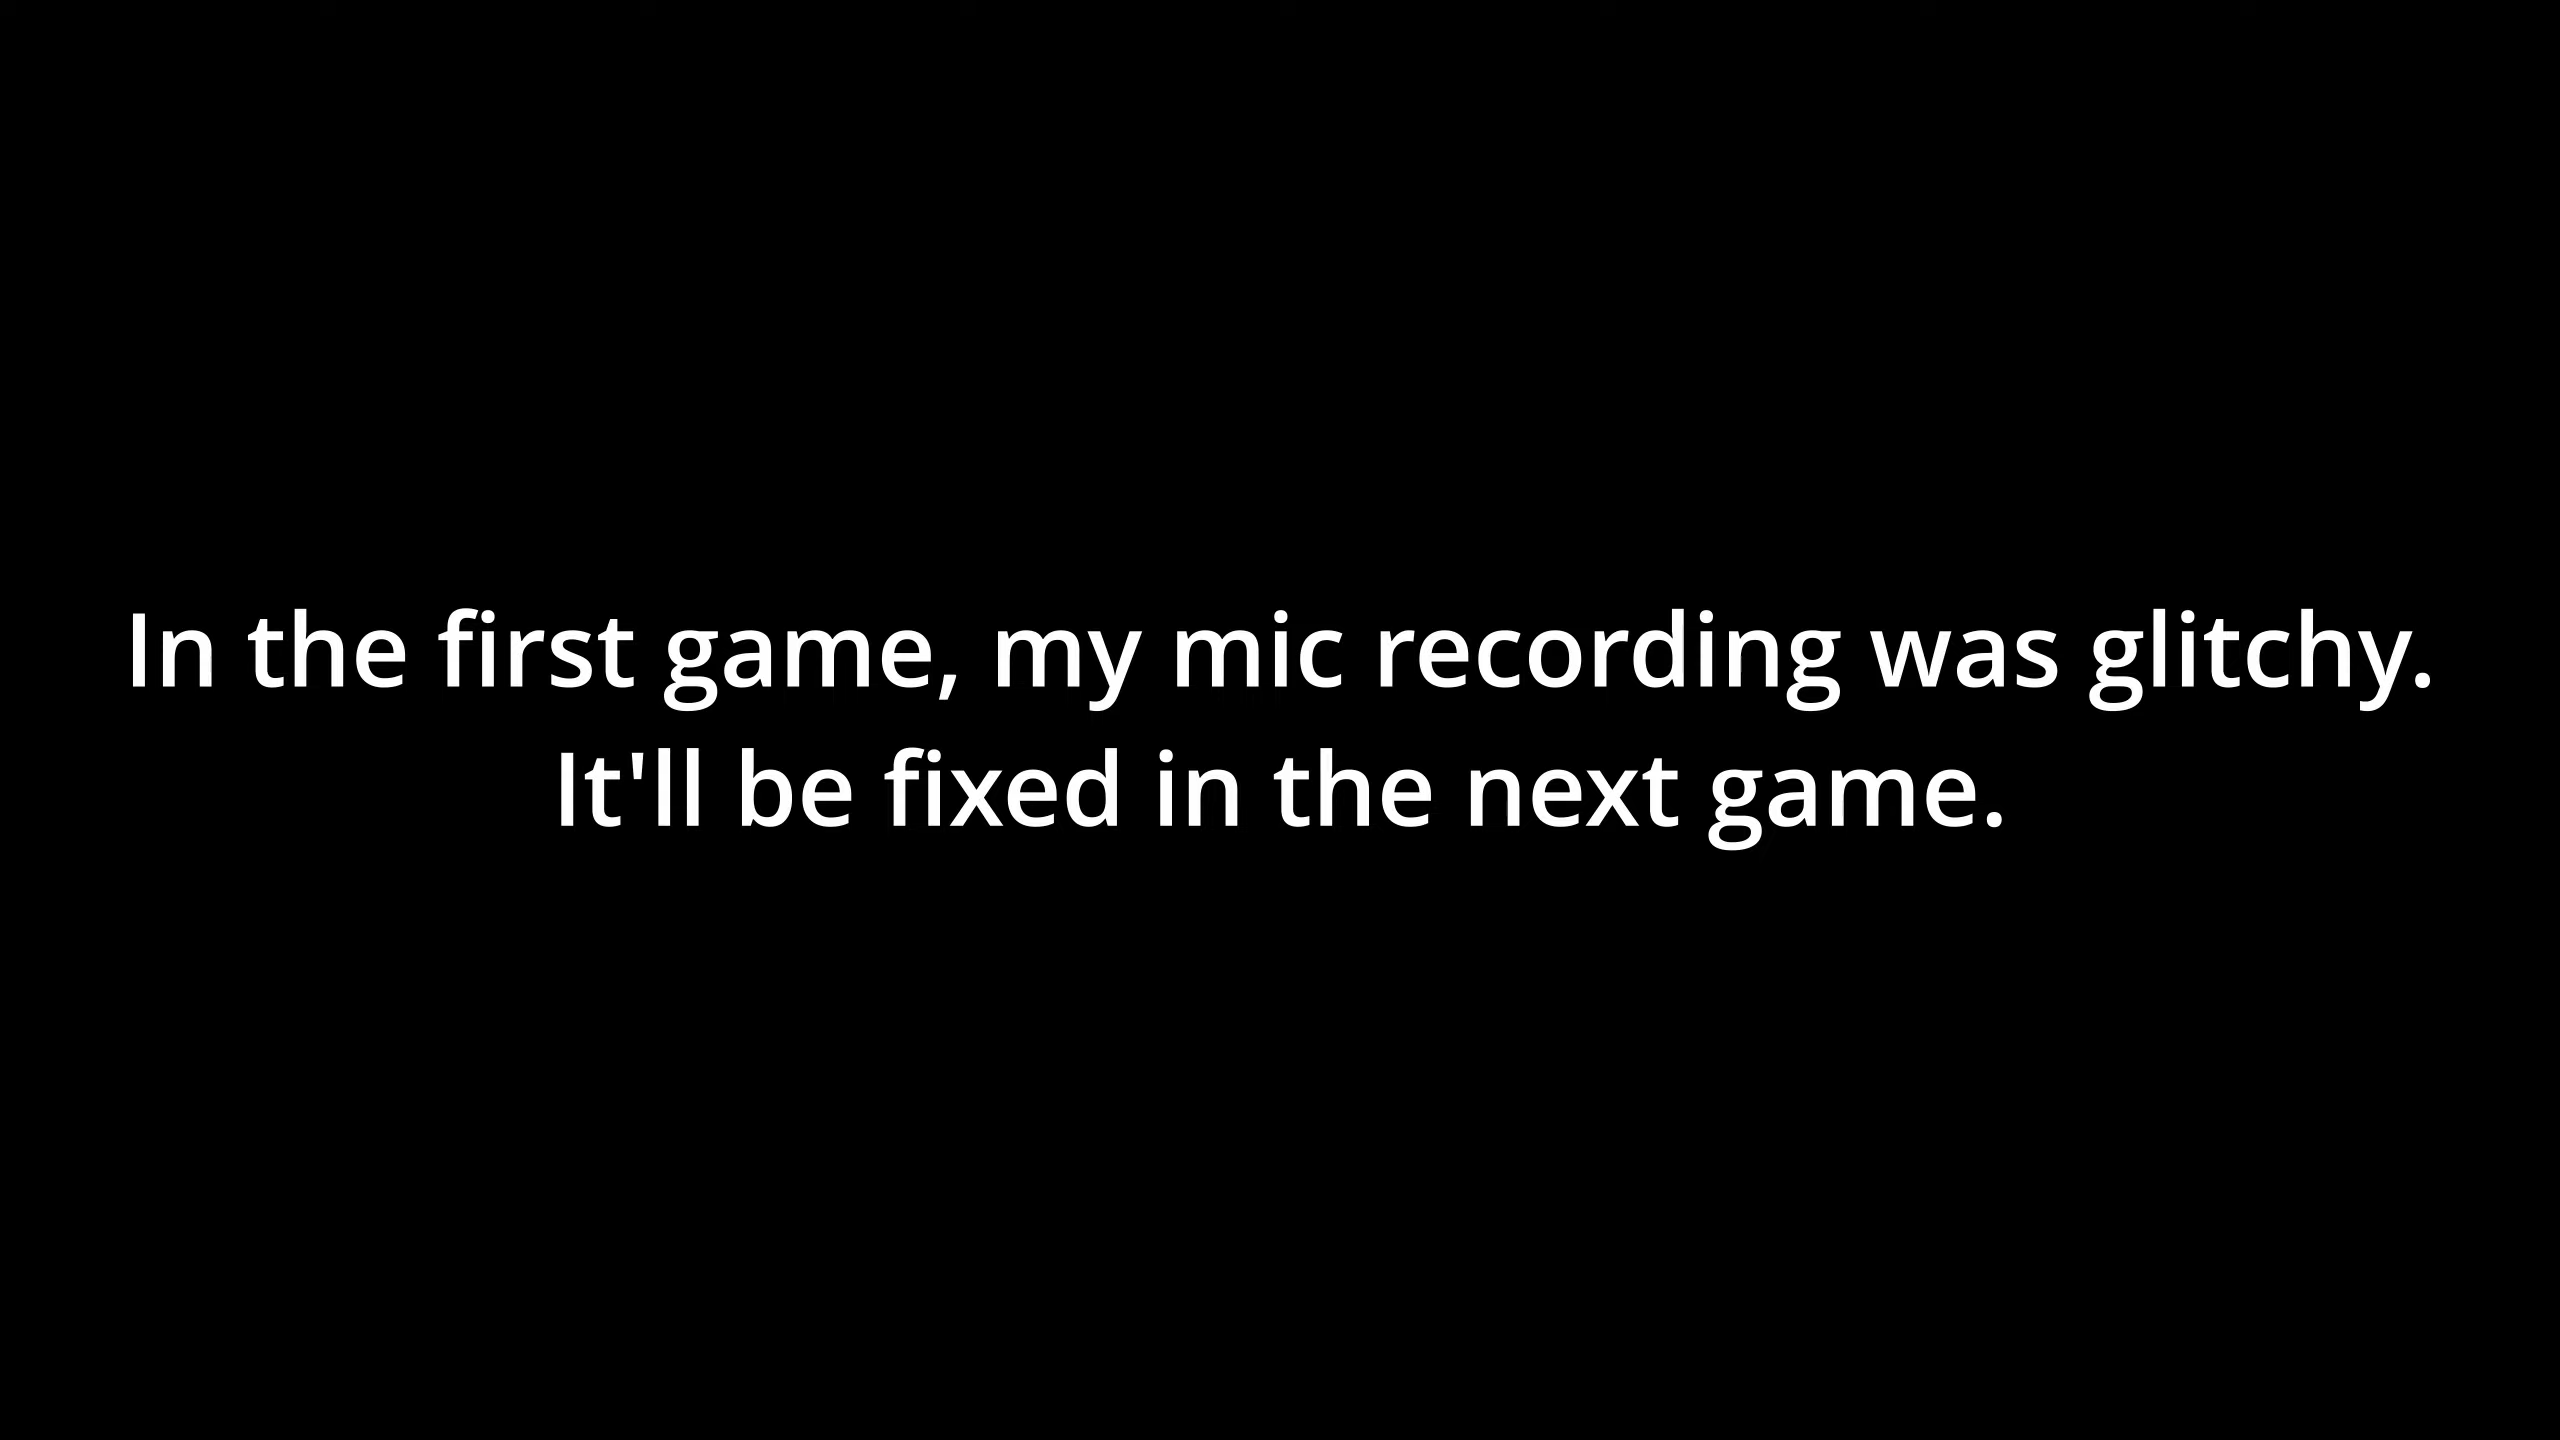 In the first game, my mic recording was glitchy.
It'll be fixed in the next game.